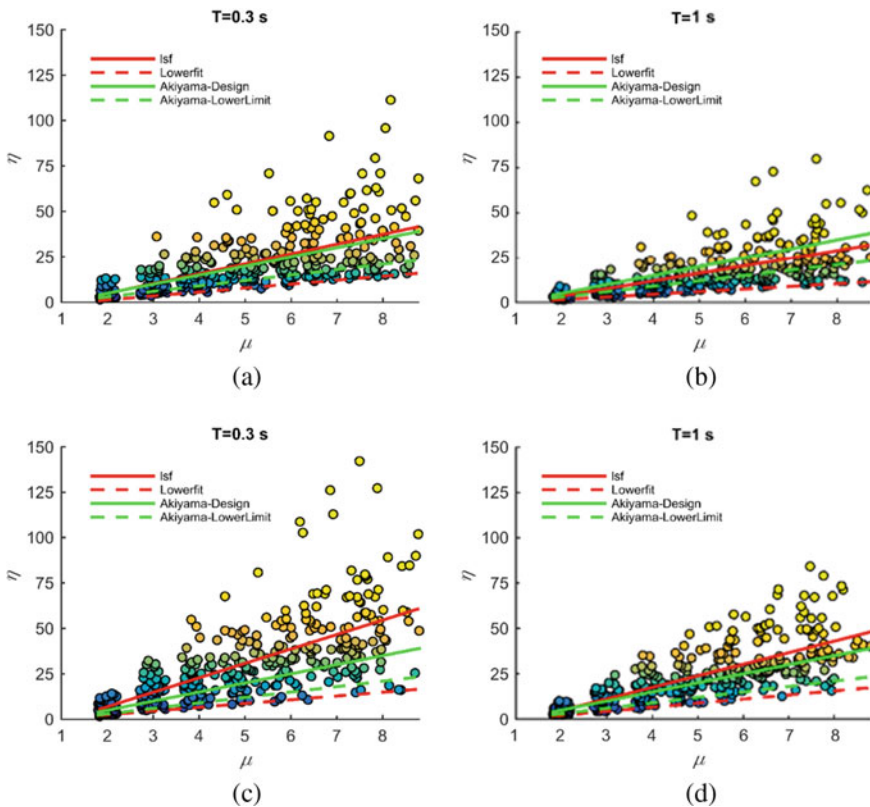 T=0.3 s
150
125
100
75
50
25
0
η
lsf
Lowerfit
Akiyama-Design
Akiyama-LowerLimit
1 2 3 4 5 6 7 8
μ
(a)
T=1 s
150
125
100
75
50
25
0
η
lsf
Lowerfit
Akiyama-Design
Akiyama-LowerLimit
1 2 3 4 5 6 7 8
μ
(b)
T=0.3 s
150
125
100
75
50
25
0
η
lsf
Lowerfit
Akiyama-Design
Akiyama-LowerLimit
1 2 3 4 5 6 7 8
μ
(c)
T=1 s
150
125
100
75
50
25
0
η
lsf
Lowerfit
Akiyama-Design
Akiyama-LowerLimit
1 2 3 4 5 6 7 8
μ
(d)